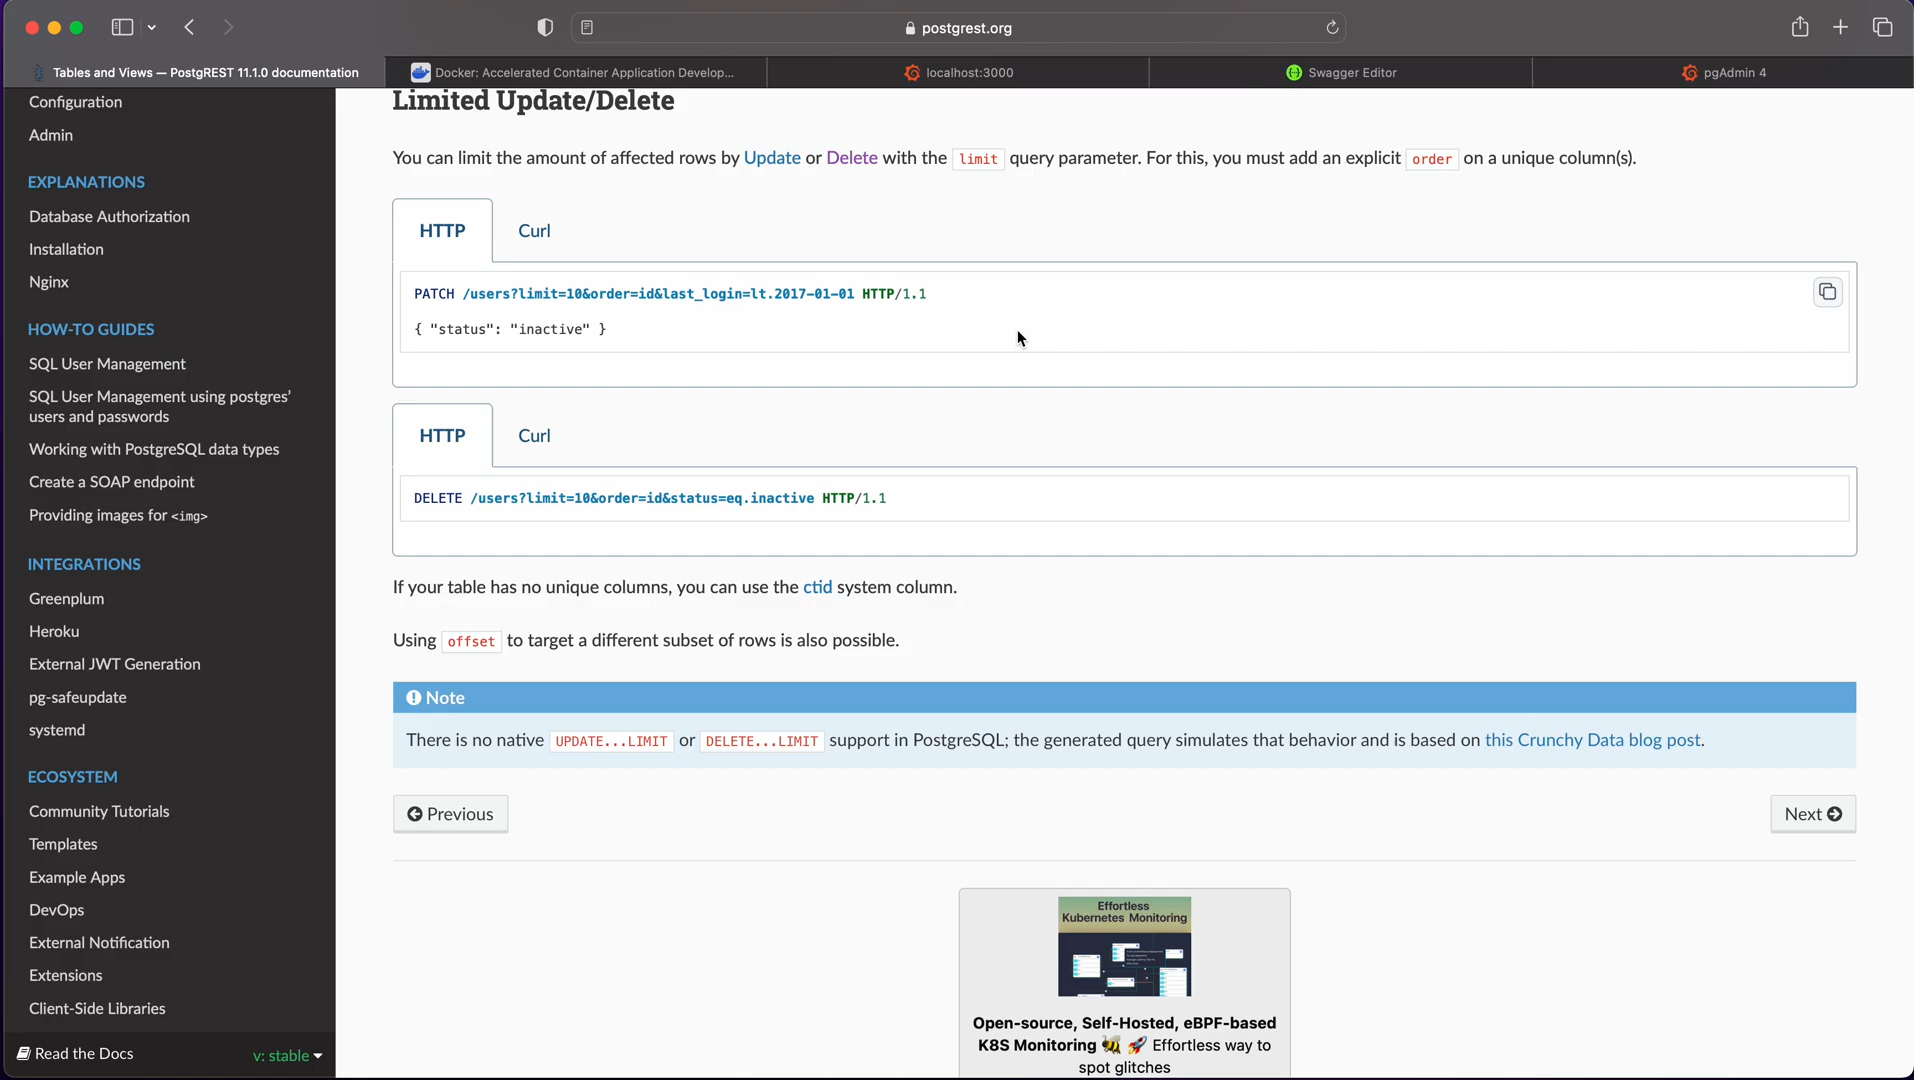 postgrest.org
Tables and Views — PostgREST 11.1.0 documentation
Docker: Accelerated Container Application Develop...
localhost:3000
Swagger Editor
pgAdmin 4
Configuration
Admin
EXPLANATIONS
Database Authorization
Installation
Nginx
HOW-TO GUIDES
SQL User Management
SQL User Management using postgres’
users and passwords
Working with PostgreSQL data types
Create a SOAP endpoint
Providing images for <img>
INTEGRATIONS
Greenplum
Heroku
External JWT Generation
pg-safeupdate
systemd
ECOSYSTEM
Community Tutorials
Templates
Example Apps
DevOps
External Notification
Extensions
Client-Side Libraries
Read the Docs
v: stable
Limited Update/Delete
You can limit the amount of affected rows by Update or Delete with the limit query parameter. For this, you must add an explicit order on a unique column(s).
HTTP
Curl
PATCH /users?limit=10&order=id&last_login=lt.2017-01-01 HTTP/1.1
{ "status": "inactive" }
HTTP
Curl
DELETE /users?limit=10&order=id&status=eq.inactive HTTP/1.1
If your table has no unique columns, you can use the ctid system column.
Using offset to target a different subset of rows is also possible.
Note
There is no native UPDATE...LIMIT or DELETE...LIMIT support in PostgreSQL; the generated query simulates that behavior and is based on this Crunchy Data blog post.
Previous
Next
Effortless
Kubernetes Monitoring
Open-source, Self-Hosted, eBPF-based
K8S Monitoring 🐝 🚀 Effortless way to
spot glitches